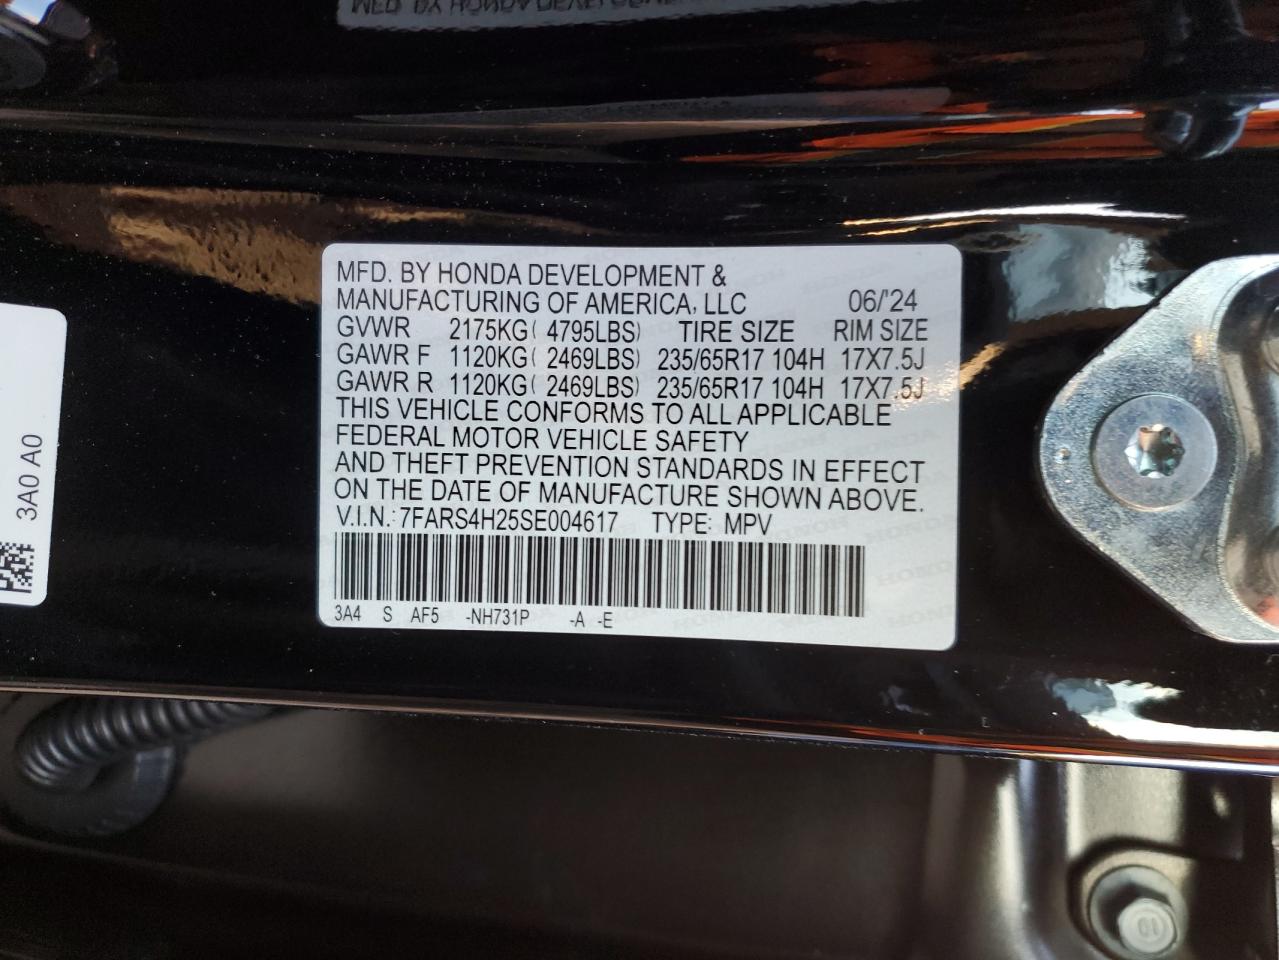 MFD. BY HONDA DEVELOPMENT &
MANUFACTURING OF AMERICA, LLC 06/'24
GVWR 2175KG( 4795LBS) TIRE SIZE RIM SIZE
GAWR F 1120KG( 2469LBS) 235/65R17 104H 17X7.5J
GAWR R 1120KG( 2469LBS) 235/65R17 104H 17X7.5J
THIS VEHICLE CONFORMS TO ALL APPLICABLE
FEDERAL MOTOR VEHICLE SAFETY
AND THEFT PREVENTION STANDARDS IN EFFECT
ON THE DATE OF MANUFACTURE SHOWN ABOVE.
V.I.N.: 7FARS4H25SE004617 TYPE: MPV
3A4 S AF5 -NH731P -A -E
3A0 A0